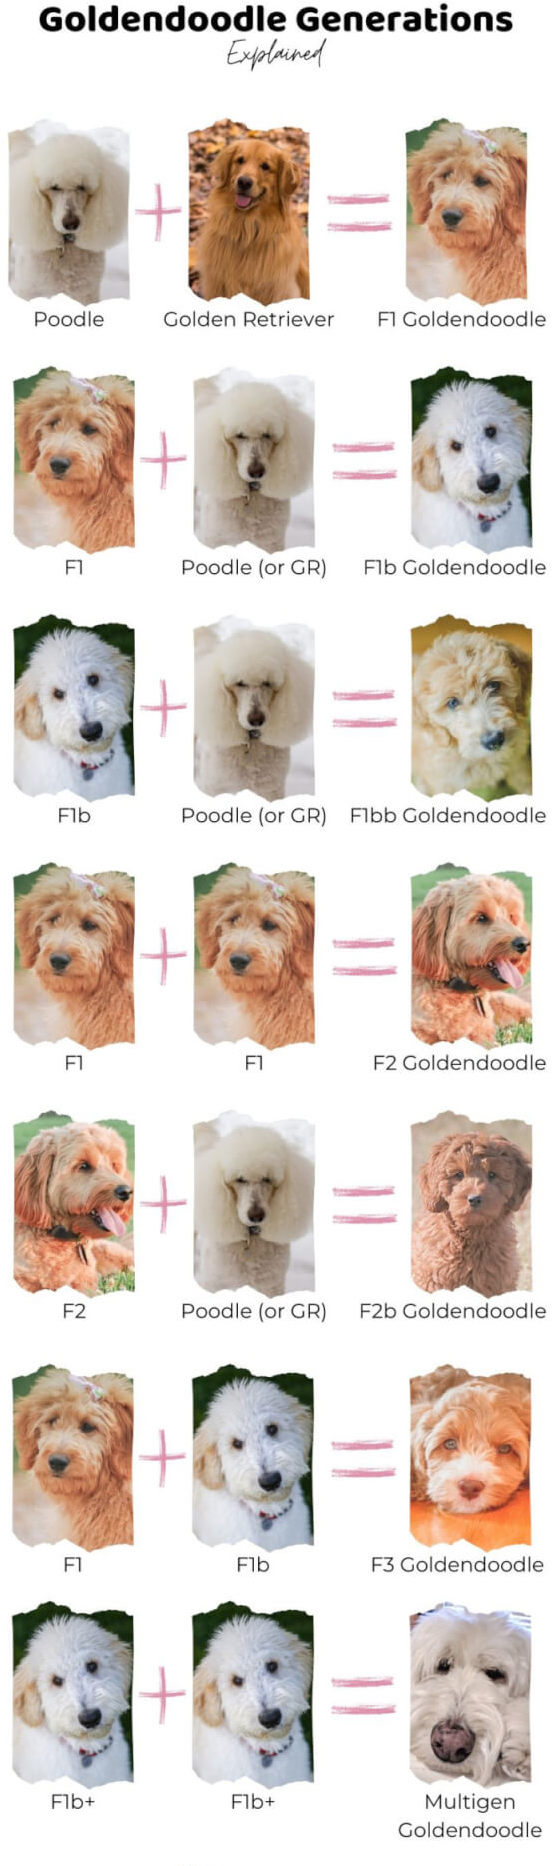 Goldendoodle Generations
Explained
Poodle
Golden Retriever
F1 Goldendoodle
F1
Poodle (or GR)
F1b Goldendoodle
F1b
Poodle (or GR)
F1bb Goldendoodle
F1
F1
F2 Goldendoodle
F2
Poodle (or GR)
F2b Goldendoodle
F1
F1b
F3 Goldendoodle
F1b+
F1b+
Multigen
Goldendoodle